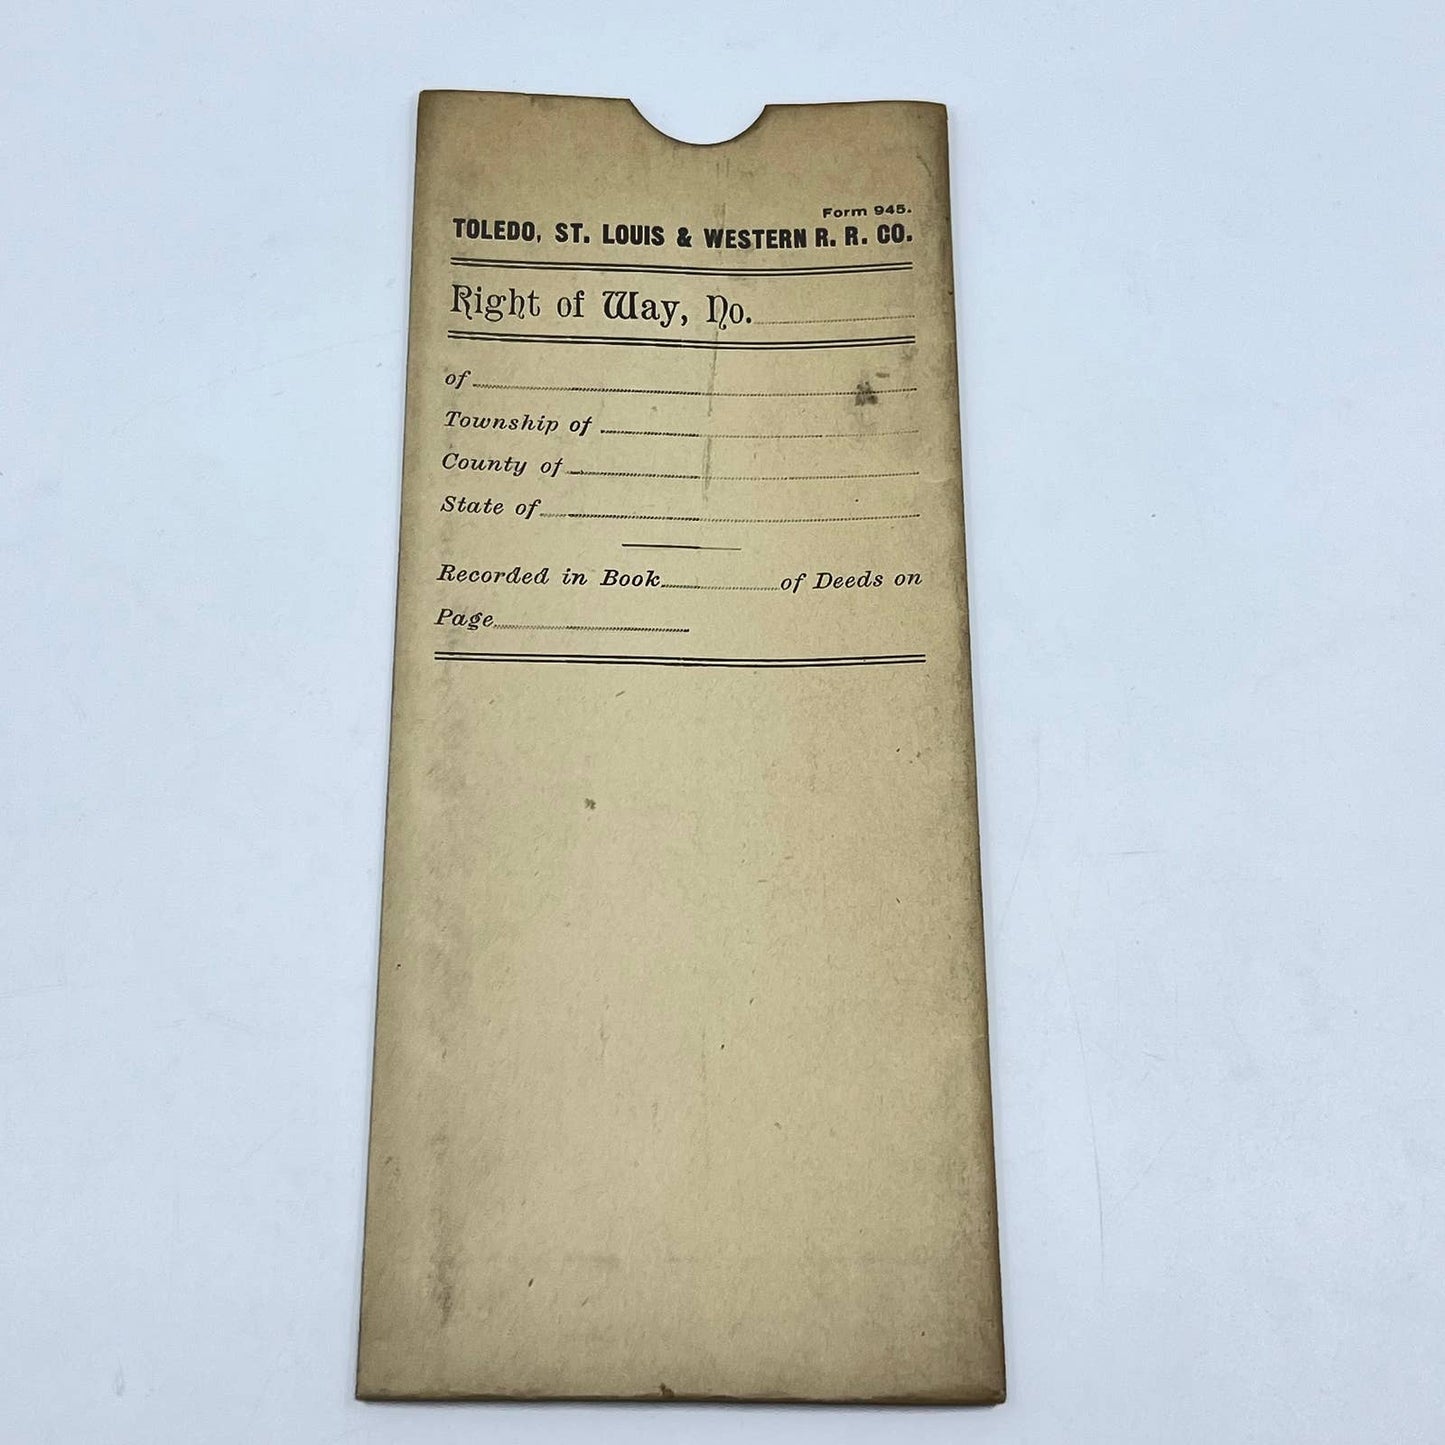 Form 945.
TOLEDO, ST. LOUIS & WESTERN R. R. CO.
Right of Way, No.
of
Township of
County of
State of
Recorded in Book of Deeds on
Page